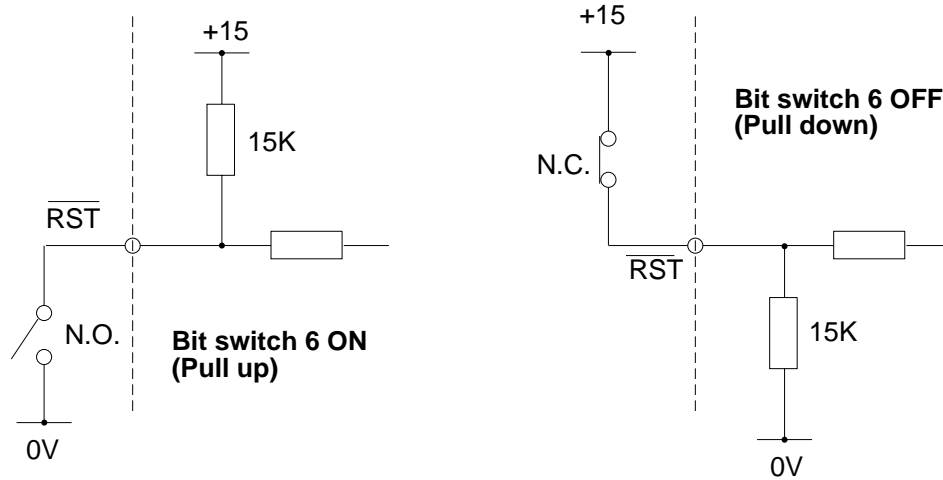 +15
15K
RST
N.O.
Bit switch 6 ON
(Pull up)
0V
+15
Bit switch 6 OFF
(Pull down)
N.C.
RST
15K
0V